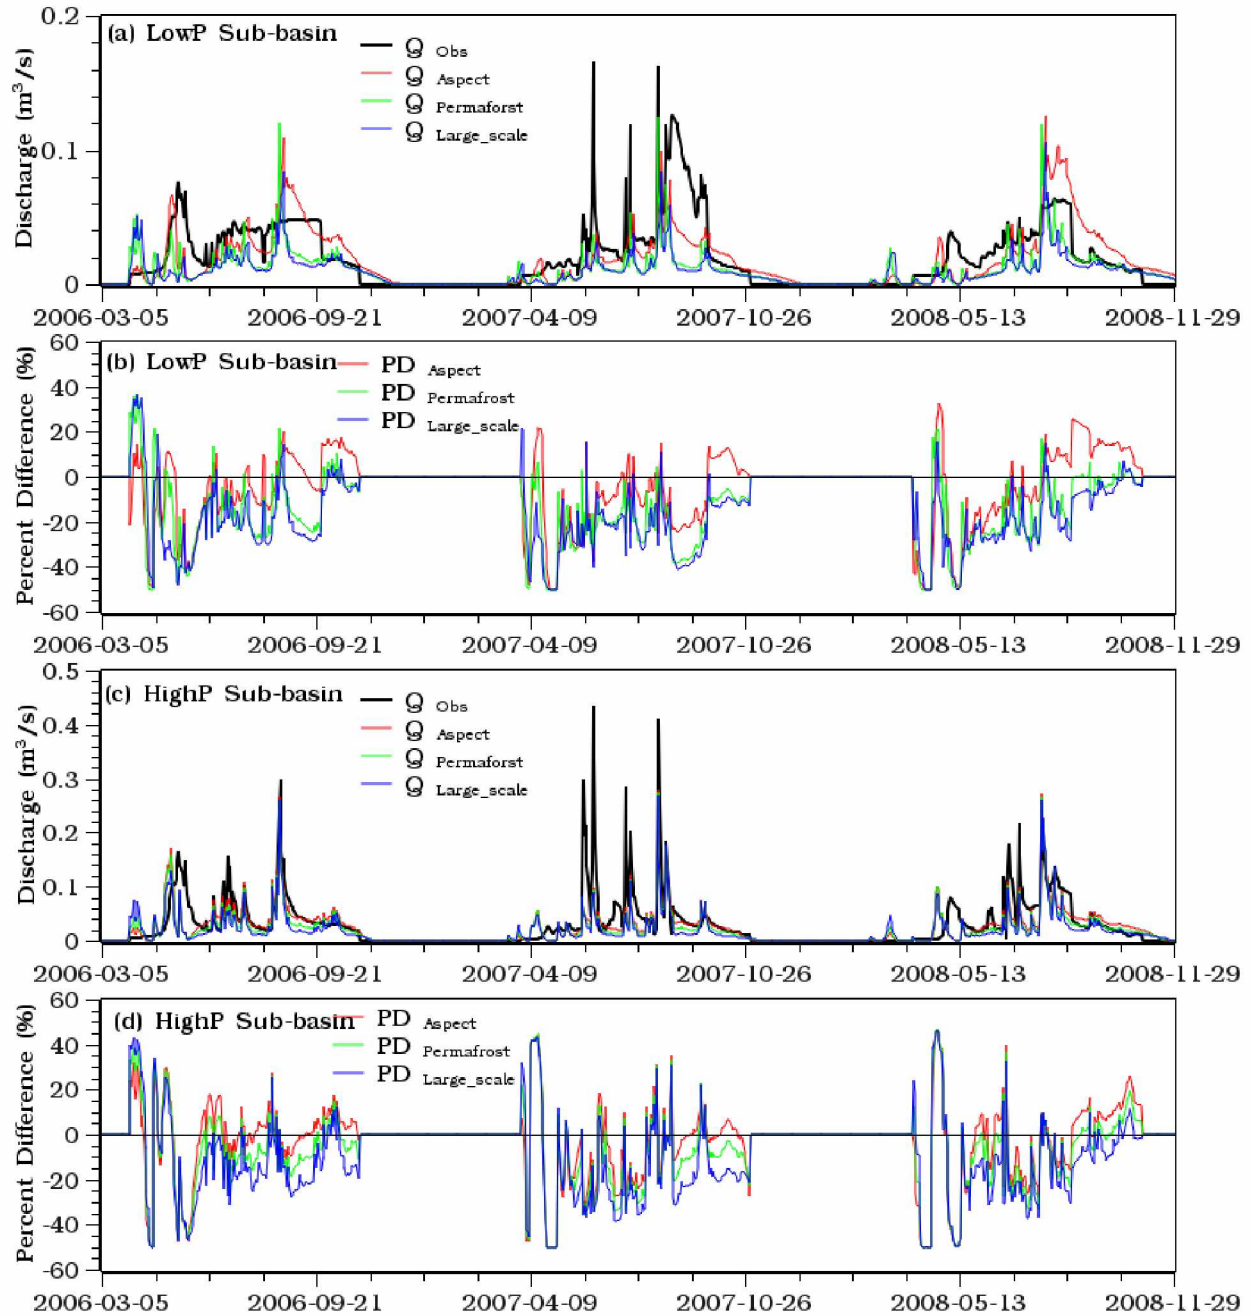 (a) LowP Sub-basin
Discharge (m3/s)
0.2
0.1
0
Q Obs
Q Aspect
Q Permaforst
Q Large_scale
2006-03-05 2006-09-21 2007-04-09 2007-10-26 2008-05-13 2008-11-29
(b) LowP Sub-basin
Percent Difference (%)
60
40
20
0
-20
-40
-60
PD Aspect
PD Permafrost
PD Large_scale
2006-03-05 2006-09-21 2007-04-09 2007-10-26 2008-05-13 2008-11-29
(c) HighP Sub-basin
Discharge (m3/s)
0.5
0.4
0.3
0.2
0.1
0
Q Obs
Q Aspect
Q Permaforst
Q Large_scale
2006-03-05 2006-09-21 2007-04-09 2007-10-26 2008-05-13 2008-11-29
(d) HighP Sub-basin
Percent Difference (%)
60
40
20
0
-20
-40
-60
PD Aspect
PD Permafrost
PD Large_scale
2006-03-05 2006-09-21 2007-04-09 2007-10-26 2008-05-13 2008-11-29